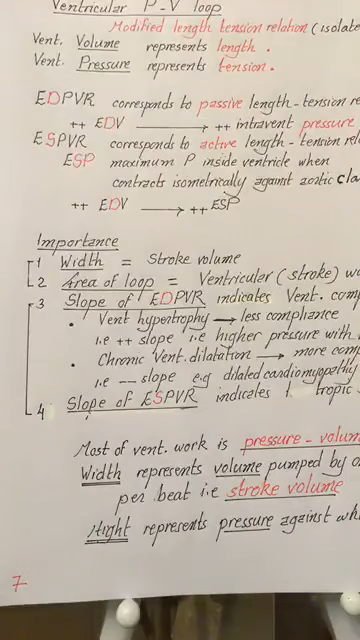 Ventricular P-V loop
Modified length tension relation (isolate
Vent. Volume represents length.
Vent. Pressure represents tension.
EDPVR corresponds to passive length-tension re
++ EDV → ++ intravent pressure
ESPVR corresponds to active length-tension rel
ESP maximum P inside ventricle when
contracts isometrically against aortic cla
++ EDV → ++ ESP
Importance
1 Width = Stroke volume
2 Area of loop = Ventricular (stroke) wo
3 Slope of EDPVR indicates Vent. comp
• Vent hypertrophy → less compliance
i.e ++ slope i.e higher pressure with
• Chronic Vent. dilatation → more comp
i.e -- slope e.g dilated cardiomyopathy
4 Slope of ESPVR indicates tropic
Most of vent. work is pressure - volum
Width represents volume pumped by
per beat i.e stroke volume
Hight represents pressure against wh
7